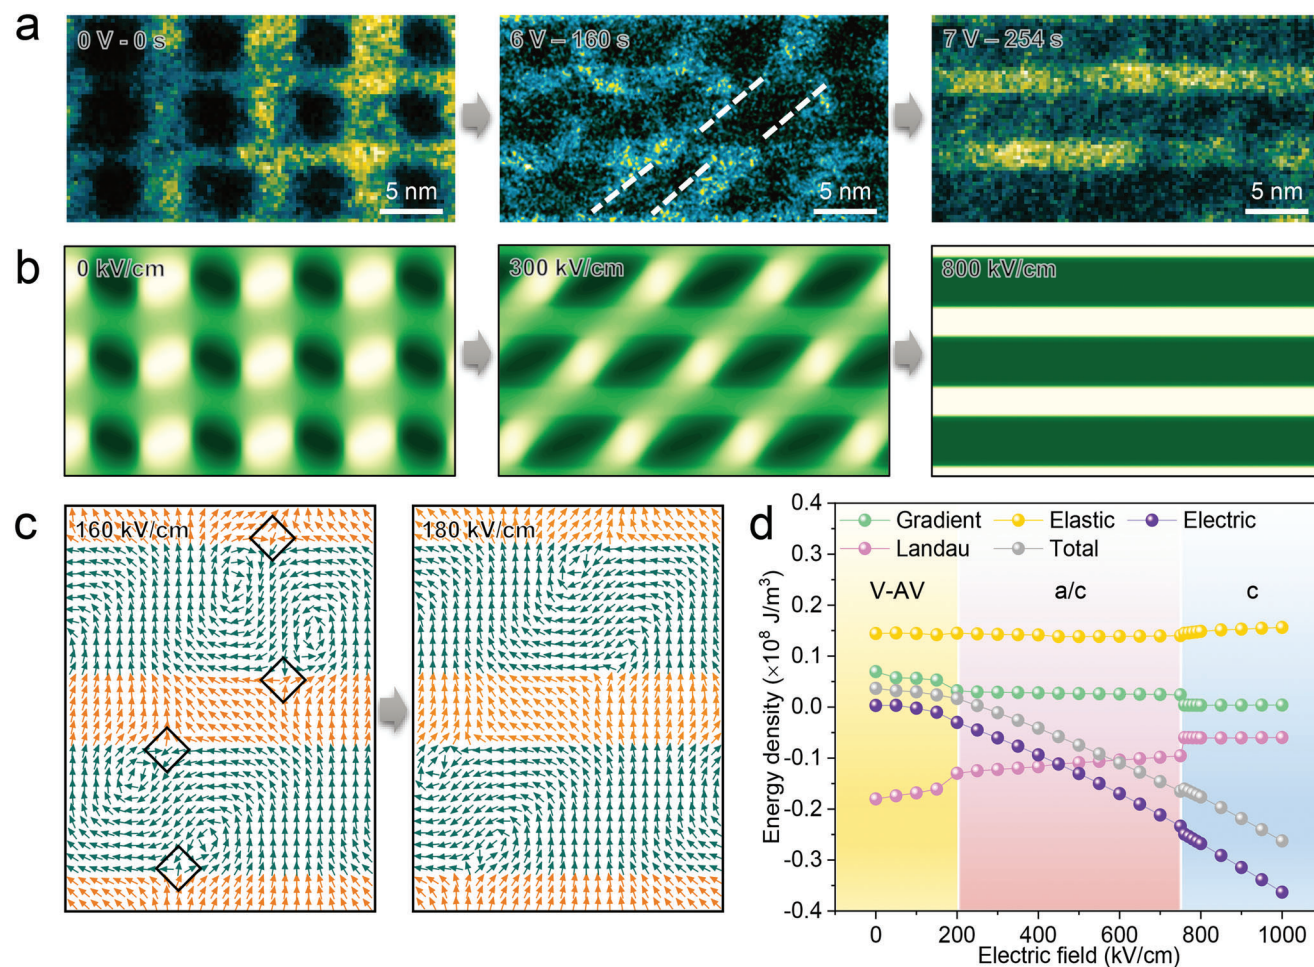 a
0 V - 0 s
5 nm
6 V – 160 s
5 nm
7 V – 254 s
5 nm
b
0 kV/cm
300 kV/cm
800 kV/cm
c
160 kV/cm
180 kV/cm
d
Gradient
Elastic
Electric
Landau
Total
V-AV
a/c
c
Energy density (×10⁸ J/m³)
0.4
0.3
0.2
0.1
0.0
-0.1
-0.2
-0.3
-0.4
0
200
400
600
800
1000
Electric field (kV/cm)